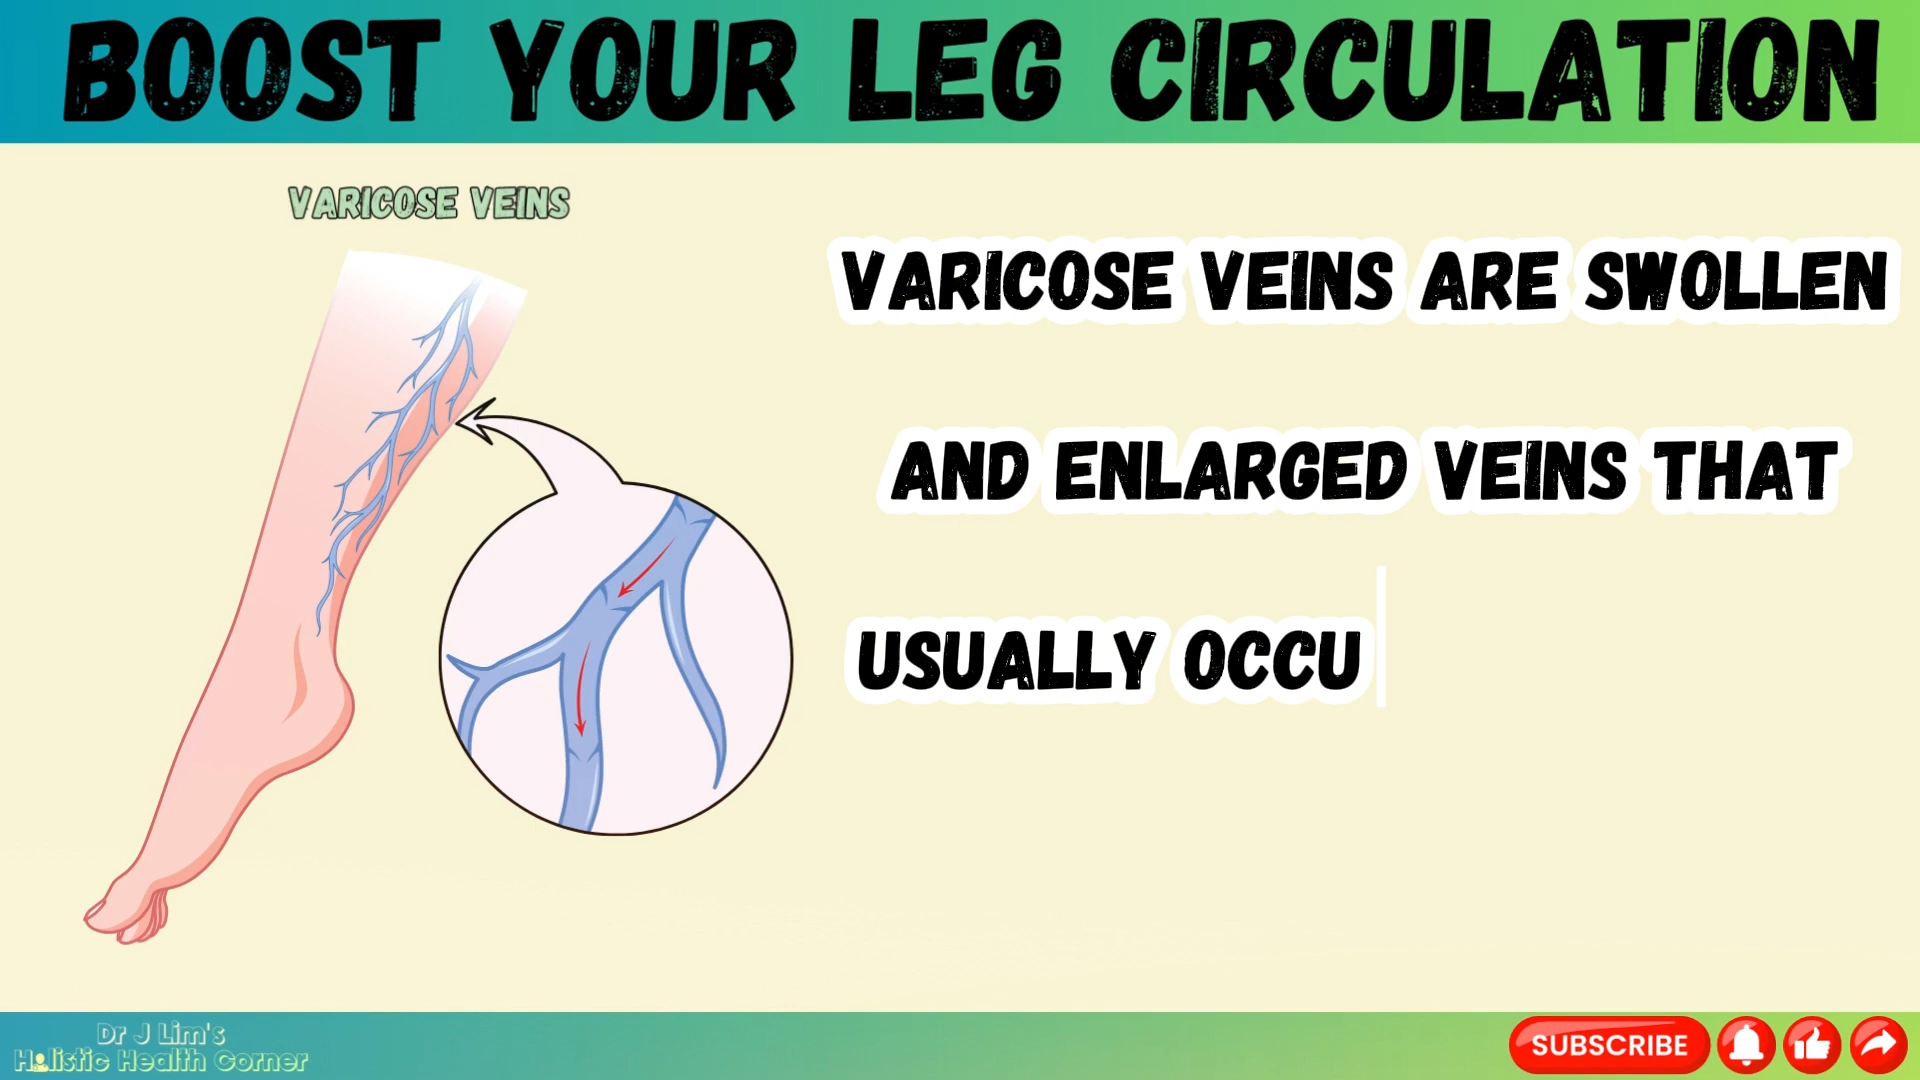 BOOST YOUR LEG CIRCULATION
VARICOSE VEINS
VARICOSE VEINS ARE SWOLLEN
AND ENLARGED VEINS THAT
USUALLY OCCU
Dr J Lim's
Holistic Health Corner
SUBSCRIBE